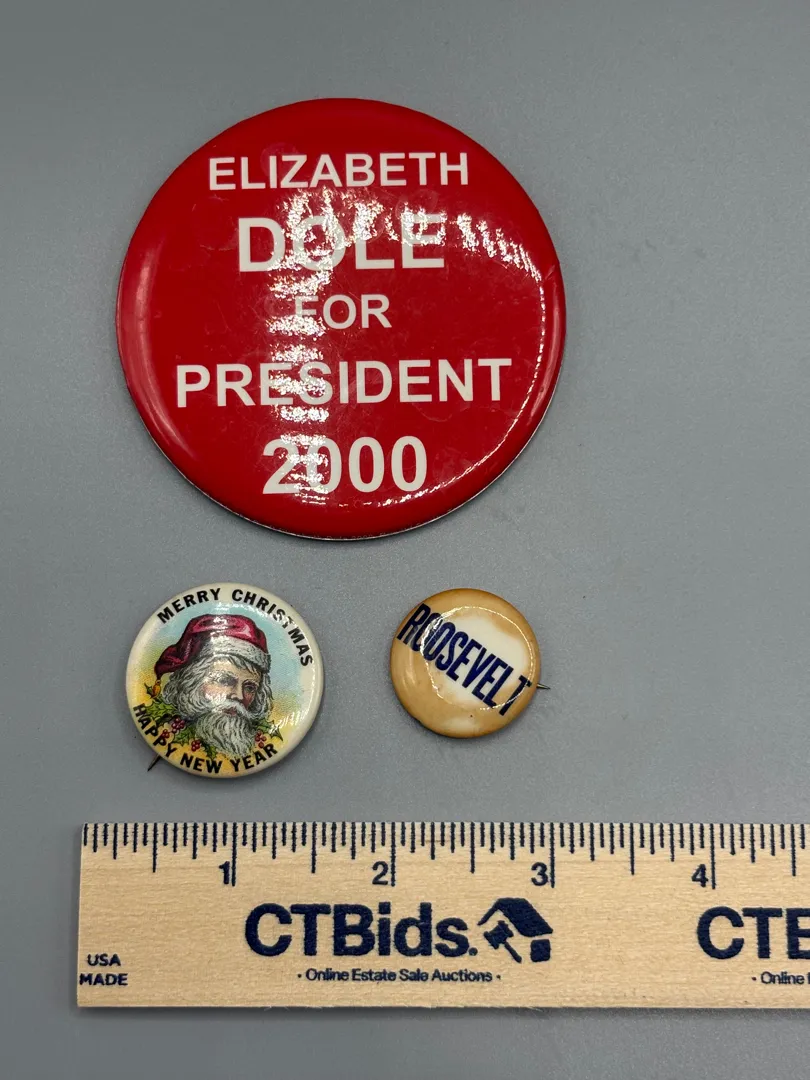 ELIZABETH
DOLE
FOR
PRESIDENT
2000
MERRY CHRISTMAS
HAPPY NEW YEAR
ROOSEVELT
1 2 3 4
CTBids.
· Online Estate Sale Auctions ·
USA
MADE
CTB
· Online